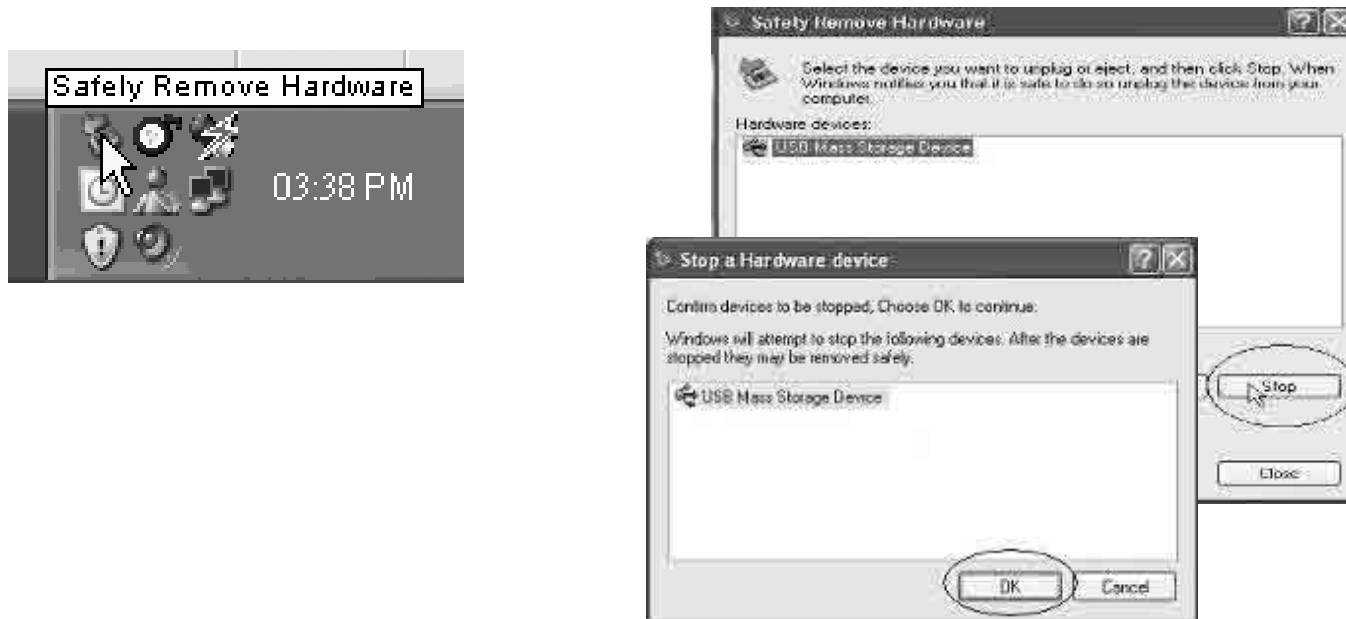 Safely Remove Hardware
03:38 PM
Safely Remove Hardware
Select the device you want to unplug or eject, and then click Stop. When
Windows notifies you that it is safe to do so unplug the device from your
computer.
Hardware devices:
USB Mass Storage Device
Stop
Close
Stop a Hardware device
Confirm devices to be stopped, Choose OK to continue.
Windows will attempt to stop the following devices. After the devices are
stopped they may be removed safely.
USB Mass Storage Device
OK
Cancel